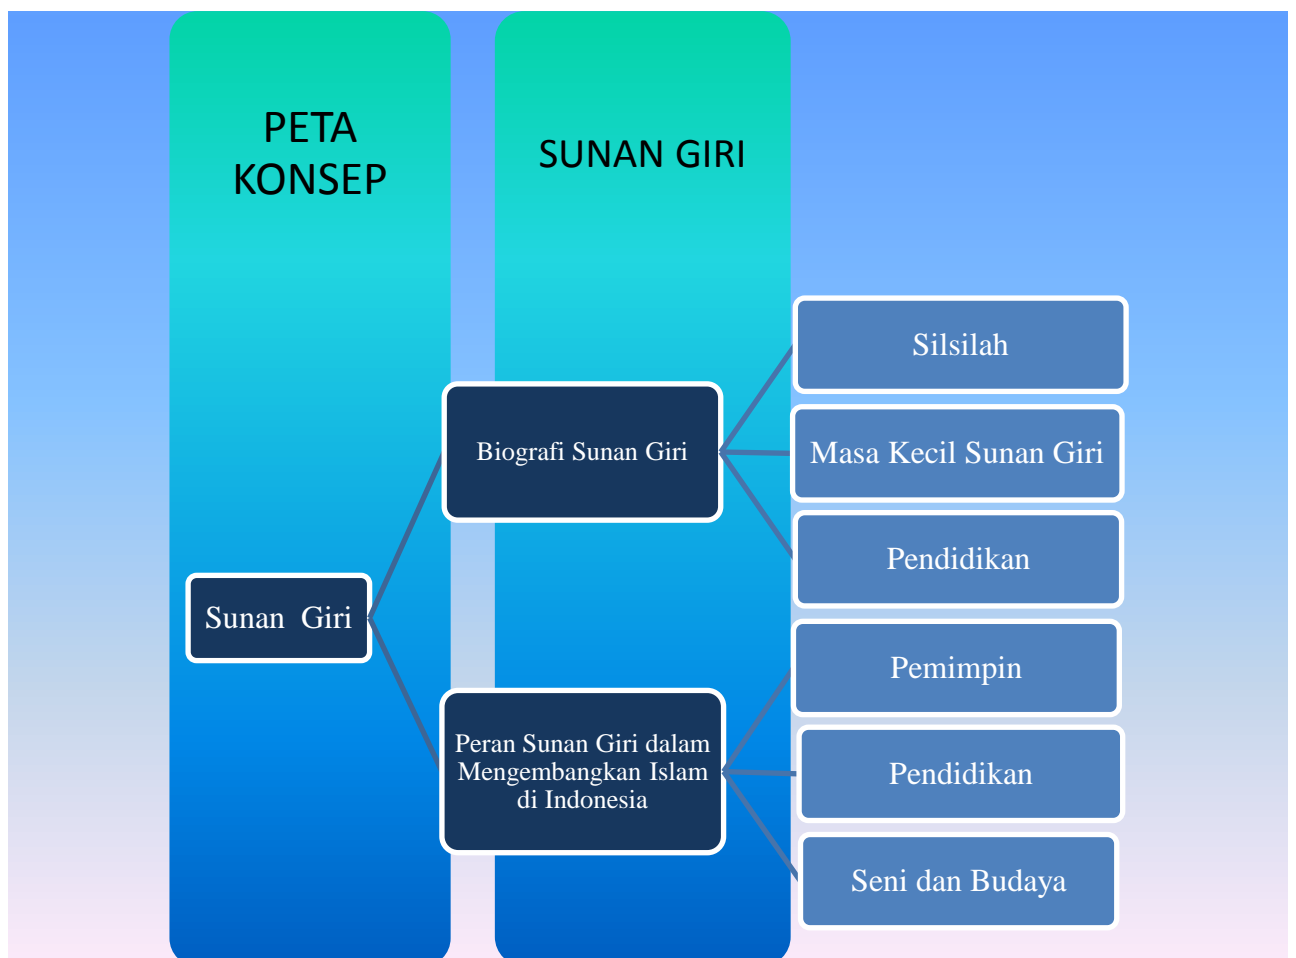 PETA
KONSEP
SUNAN GIRI
Sunan  Giri
Biografi Sunan Giri
Silsilah
Masa Kecil Sunan Giri
Pendidikan
Peran Sunan Giri dalam
Mengembangkan Islam
di Indonesia
Pemimpin
Pendidikan
Seni dan Budaya